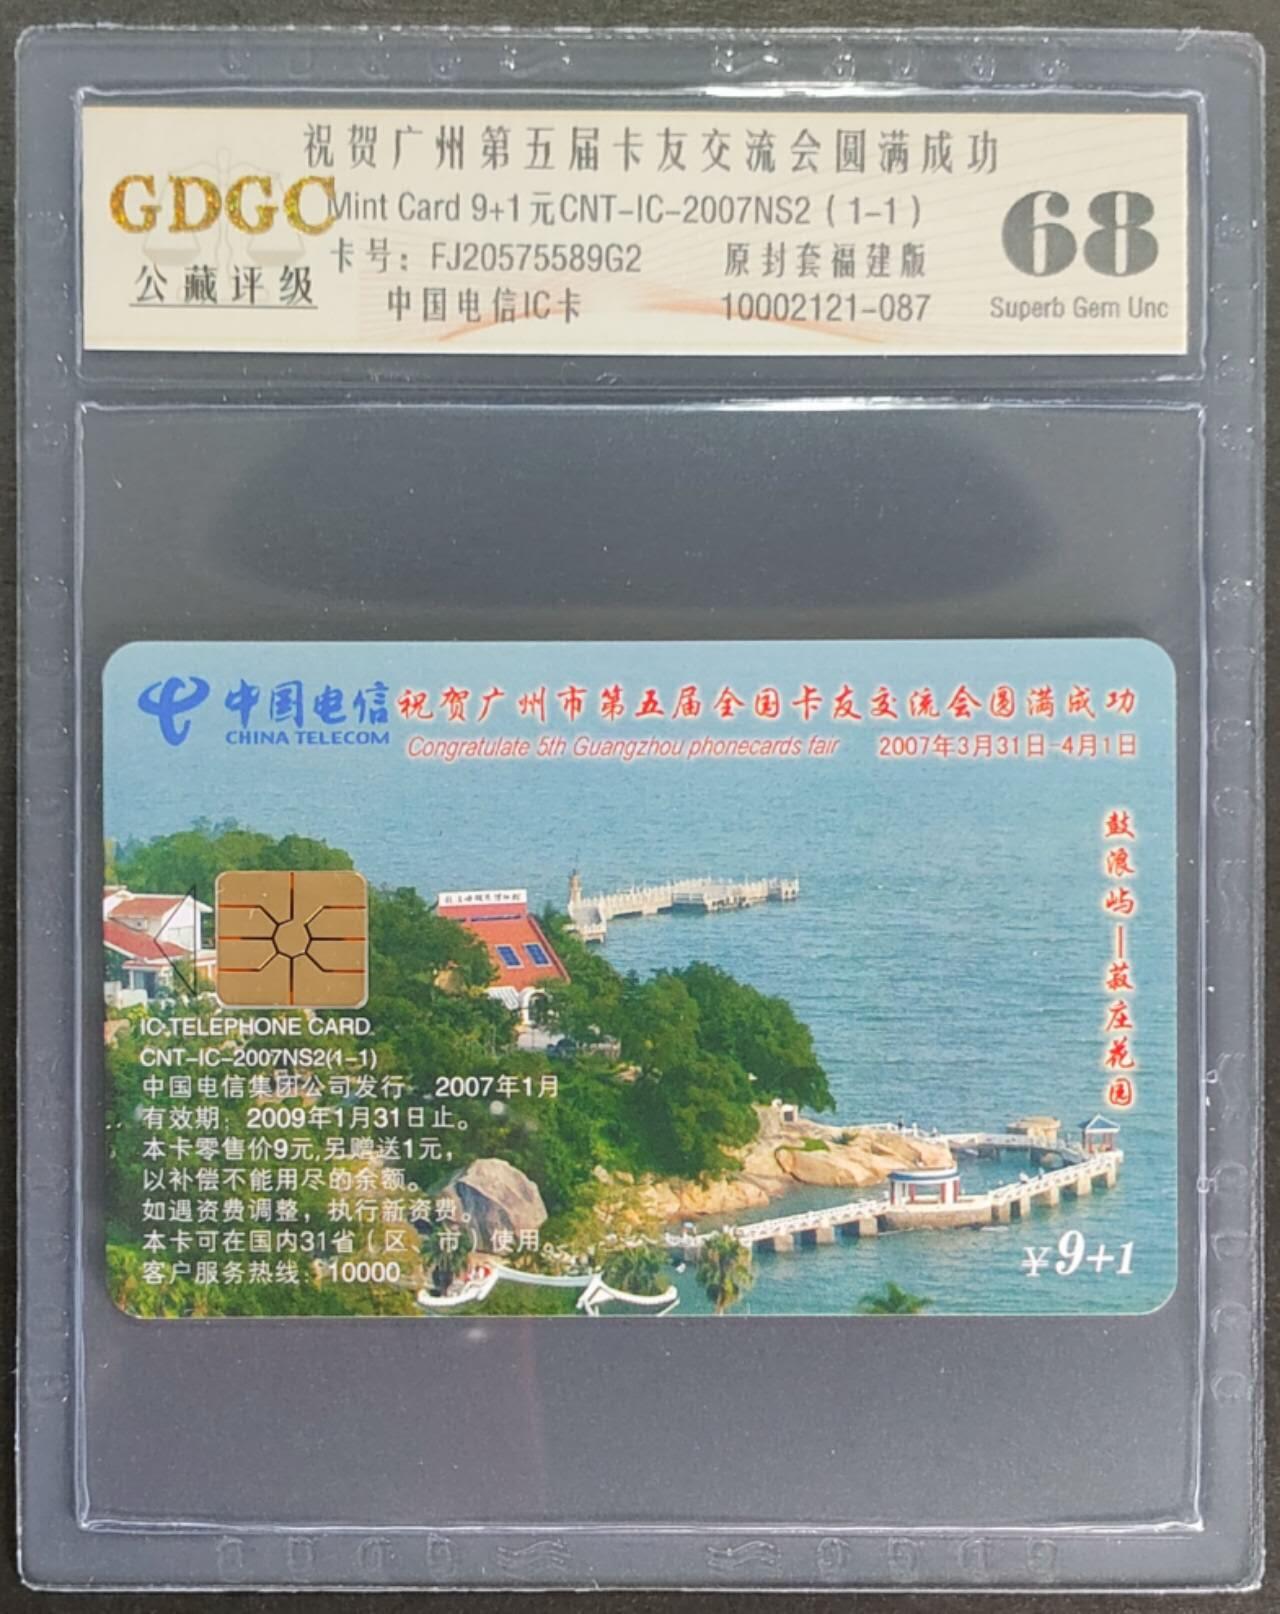 祝贺广州第五届卡友交流会圆满成功
GDGC
公藏评级
Mint Card 9+1元CNT-IC-2007NS2(1-1)
卡号：FJ20575589G2 原封套福建版
中国电信IC卡 10002121-087
68
Superb Gem Unc
中国电信
CHINA TELECOM
祝贺广州市第五届全国卡友交流会圆满成功
Congratulate 5th Guangzhou phonecards fair 2007年3月31日-4月1日
鼓浪屿—菽庄花园
IC TELEPHONE CARD
CNT-IC-2007NS2(1-1)
中国电信集团公司发行 2007年1月
有效期：2009年1月31日止。
本卡零售价9元,另赠送1元,
以补偿不能用尽的余额。
如遇资费调整，执行新资费。
本卡可在国内31省（区、市）使用。
客户服务热线：10000
¥9+1